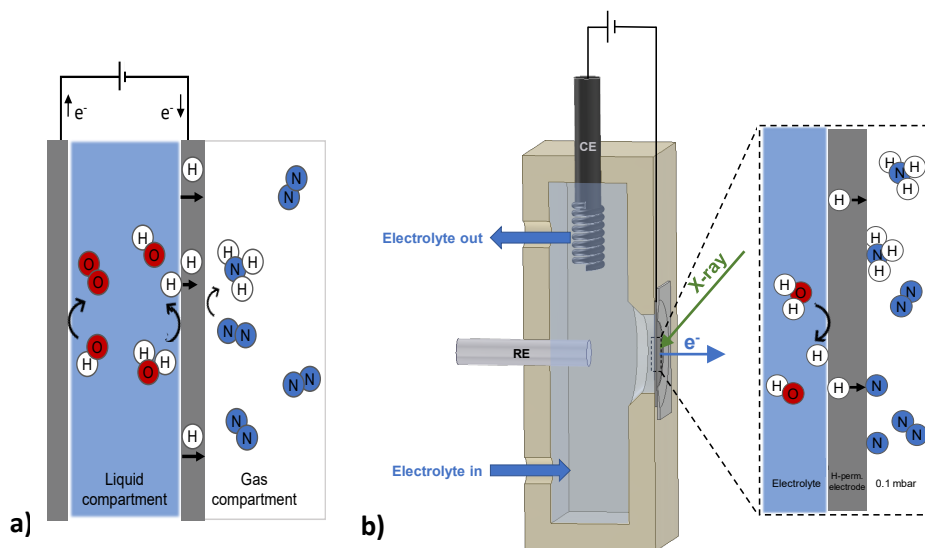 e-
e-
H
N
N
H
O
O
H
O
H
H
N
H
H
H
N
N
H
O
H
H
O
N
N
N
N
H
Liquid
compartment
Gas
compartment
a)
CE
Electrolyte out
X-ray
RE
e-
Electrolyte in
b)
H
H
N
H
H
H
H
N
H
H
O
H
N
N
H
H
O
H
N
N
N
N
Electrolyte
H-perm.
electrode
0.1 mbar